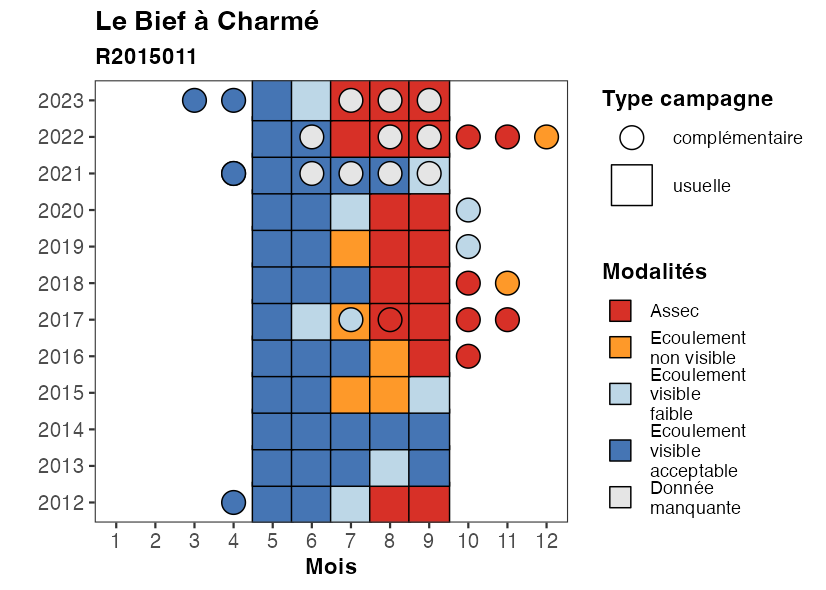 Le Bief à Charmé
R2015011
2023
2022
2021
2020
2019
2018
2017
2016
2015
2014
2013
2012
1 2 3 4 5 6 7 8 9 10 11 12
Mois
Type campagne
complémentaire
usuelle
Modalités
Assec
Ecoulement
non visible
Ecoulement
visible
faible
Ecoulement
visible
acceptable
Donnée
manquante